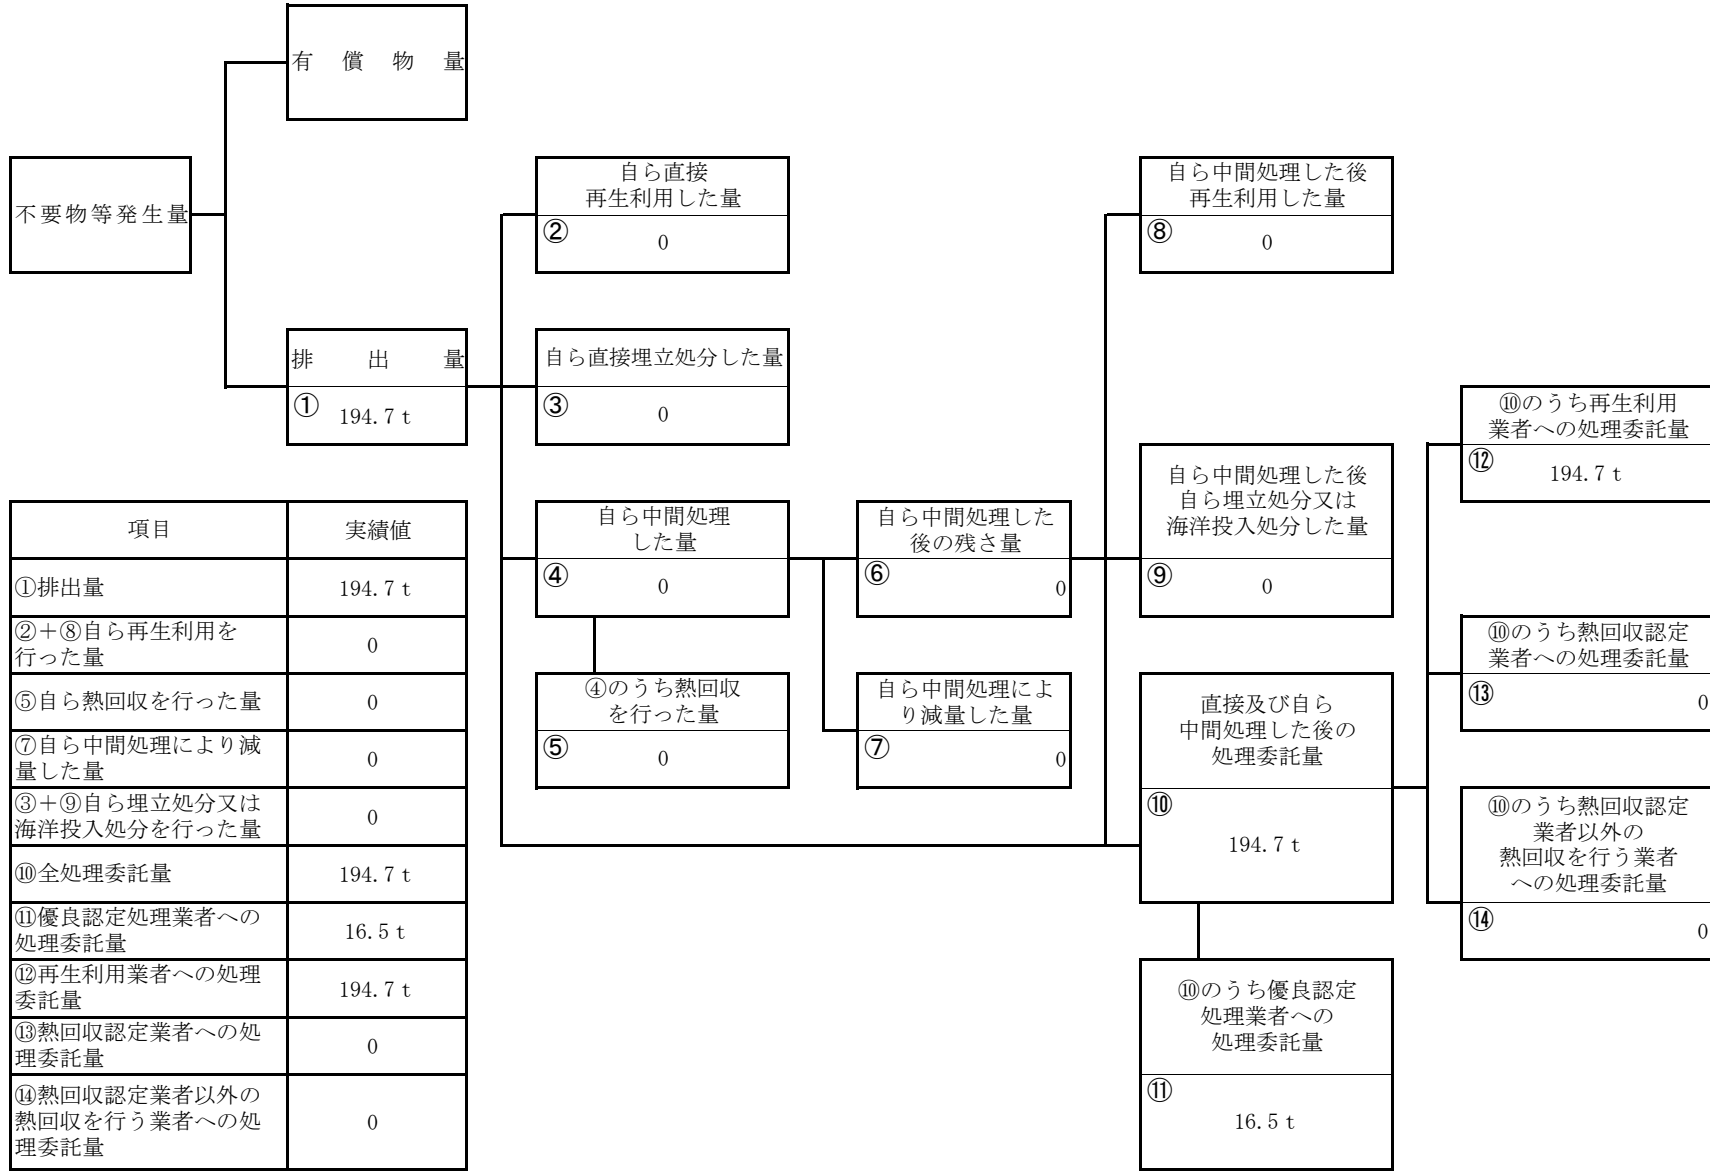 有償物量
不要物等発生量
排出量
① 194.7 t
自ら直接
再生利用した量
② 0
自ら直接埋立処分した量
③ 0
自ら中間処理
した量
④ 0
④のうち熱回収
を行った量
⑤ 0
自ら中間処理した
後の残さ量
⑥ 0
自ら中間処理によ
り減量した量
⑦ 0
自ら中間処理した後
再生利用した量
⑧ 0
自ら中間処理した後
自ら埋立処分又は
海洋投入処分した量
⑨ 0
直接及び自ら
中間処理した後の
処理委託量
⑩
194.7 t
⑩のうち優良認定
処理業者への
処理委託量
⑪
16.5 t
⑩のうち再生利用
業者への処理委託量
⑫ 194.7 t
⑩のうち熱回収認定
業者への処理委託量
⑬ 0
⑩のうち熱回収認定
業者以外の
熱回収を行う業者
への処理委託量
⑭ 0
項目 実績値
①排出量 194.7 t
②+⑧自ら再生利用を
行った量 0
⑤自ら熱回収を行った量 0
⑦自ら中間処理により減
量した量 0
③+⑨自ら埋立処分又は
海洋投入処分を行った量 0
⑩全処理委託量 194.7 t
⑪優良認定処理業者への
処理委託量 16.5 t
⑫再生利用業者への処理
委託量 194.7 t
⑬熱回収認定業者への処
理委託量 0
⑭熱回収認定業者以外の
熱回収を行う業者への処
理委託量 0